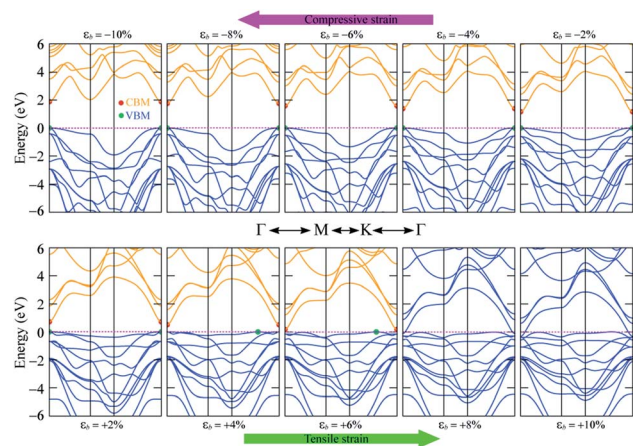 Compressive strain
εb = −10% εb = −8% εb = −6% εb = −4% εb = −2%
6
4
2
0
−2
−4
−6
Energy (eV)
CBM
VBM
Γ M K Γ
6
4
2
0
−2
−4
−6
Energy (eV)
εb = +2% εb = +4% εb = +6% εb = +8% εb = +10%
Tensile strain